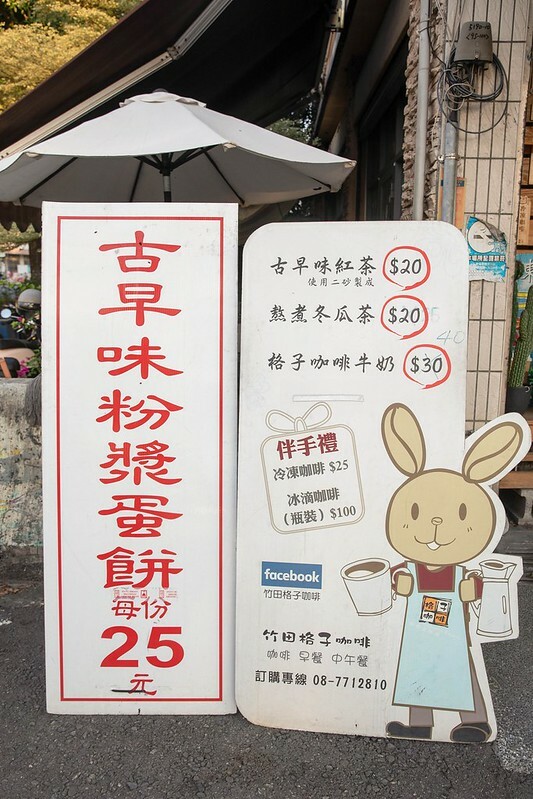 古早味粉漿蛋餅
每份
25
元
古早味紅茶 $20
使用二砂製成
熬煮冬瓜茶 $20
格子咖啡牛奶 $30
伴手禮
冷凍咖啡 $25
冰滴咖啡
(瓶裝) $100
facebook
竹田格子咖啡
格子
咖啡
竹田格子咖啡
咖啡 早餐 中午餐
訂購專線 08-7712810